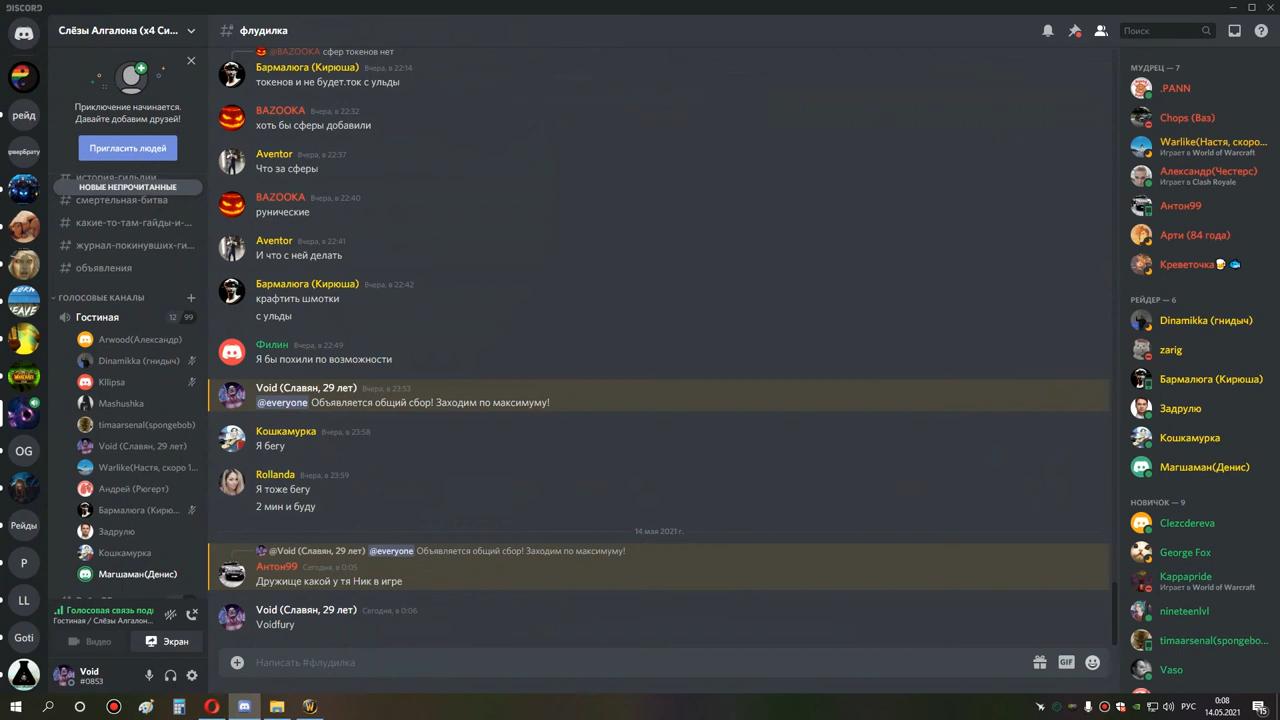 DISCORD
Слёзы Алгалона (x4 Си...
флудилка
Поиск
рейд
рверБрату
OG
Рейды
P
LL
Goti
Приключение начинается.
Давайте добавим друзей!
Пригласить людей
история-гильдии
НОВЫЕ НЕПРОЧИТАННЫЕ
смертельная-битва
какие-то-там-гайды-и-...
журнал-покинувших-ги...
объявления
ГОЛОСОВЫЕ КАНАЛЫ
Гостиная 12 99
Arwood(Александр)
Dinamikka (гнидыч)
Kllipsa
Mashushka
timaarsenal(spongebob)
Void (Славян, 29 лет)
Warlike(Настя, скоро 1...
Андрей (Рюгерт)
Бармалюга (Кирю...
Задрулю
Кошкамурка
Магшаман(Денис)
Голосовая связь подк
Гостиная / Слёзы Алгалон...
Видео
Экран
Void
#0853
@BAZOOKA сфер токенов нет
Бармалюга (Кирюша) Вчера, в 22:14
токенов и не будет.ток с ульды
BAZOOKA Вчера, в 22:32
хоть бы сферы добавили
Aventor Вчера, в 22:37
Что за сферы
BAZOOKA Вчера, в 22:40
рунические
Aventor Вчера, в 22:41
И что с ней делать
Бармалюга (Кирюша) Вчера, в 22:42
крафтить шмотки
с ульды
Филин Вчера, в 22:49
Я бы похили по возможности
Void (Славян, 29 лет) Вчера, в 23:53
@everyone Объявляется общий сбор! Заходим по максимуму!
Кошкамурка Вчера, в 23:58
Я бегу
Rollanda Вчера, в 23:59
Я тоже бегу
2 мин и буду
14 мая 2021 г.
@Void (Славян, 29 лет) @everyone Объявляется общий сбор! Заходим по максимуму!
Антон99 Сегодня, в 0:05
Дружище какой у тя Ник в игре
Void (Славян, 29 лет) Сегодня, в 0:06
Voidfury
Написать #флудилка
GIF
МУДРЕЦ — 7
.PANN
Chops (Ваз)
Warlike(Настя, скоро...
Играет в World of Warcraft
Александр(Честерс)
Играет в Clash Royale
Антон99
Арти (84 года)
Креветочка
РЕЙДЕР — 6
Dinamikka (гнидыч)
zarig
Бармалюга (Кирюша)
Задрулю
Кошкамурка
Магшаман(Денис)
НОВИЧОК — 9
Clezcdereva
George Fox
Kappapride
Играет в World of Warcraft
nineteenlvl
timaarsenal(spongebo...
Vaso
РУС
0:08
14.05.2021
15